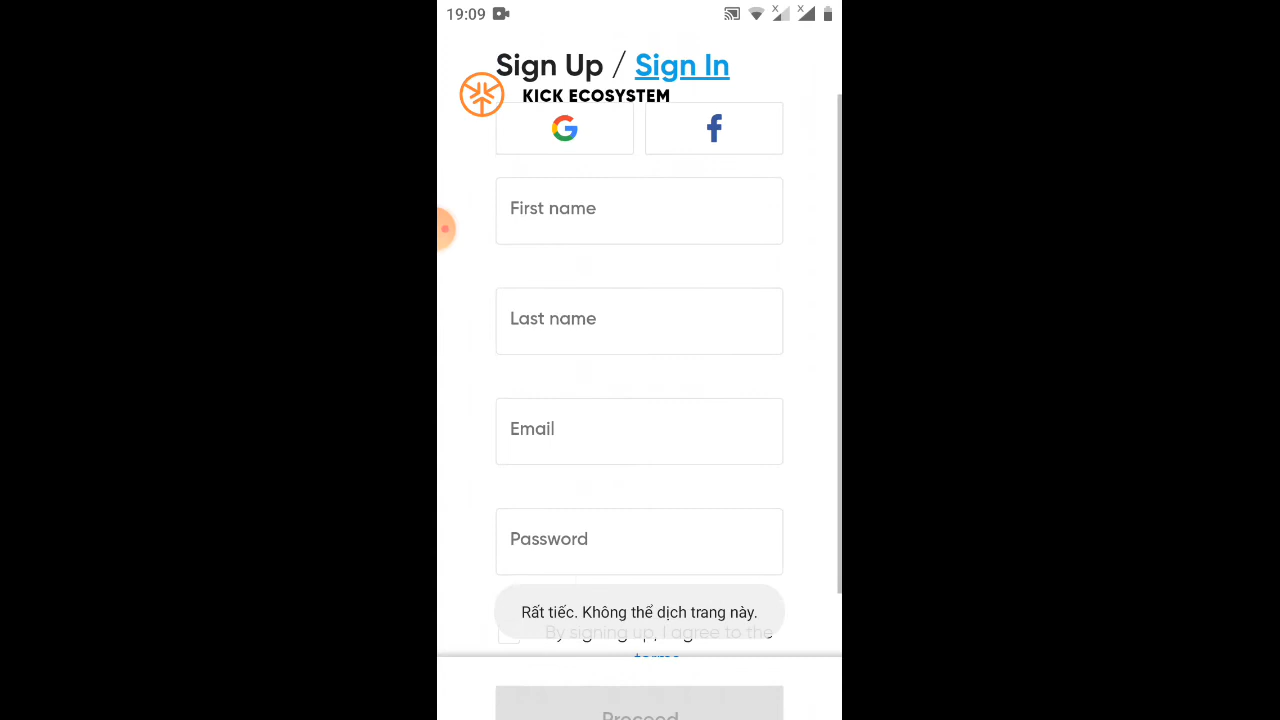 19:09
Sign Up / Sign In
KICK ECOSYSTEM
First name
Last name
Email
Password
Rất tiếc. Không thể dịch trang này.
By signing up, I agree to the
terms
Proceed